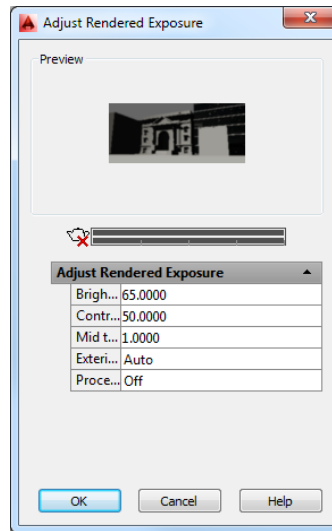 Adjust Rendered Exposure
Preview
Adjust Rendered Exposure
Brigh... 65.0000
Contr... 50.0000
Mid t... 1.0000
Exteri... Auto
Proce... Off
OK Cancel Help